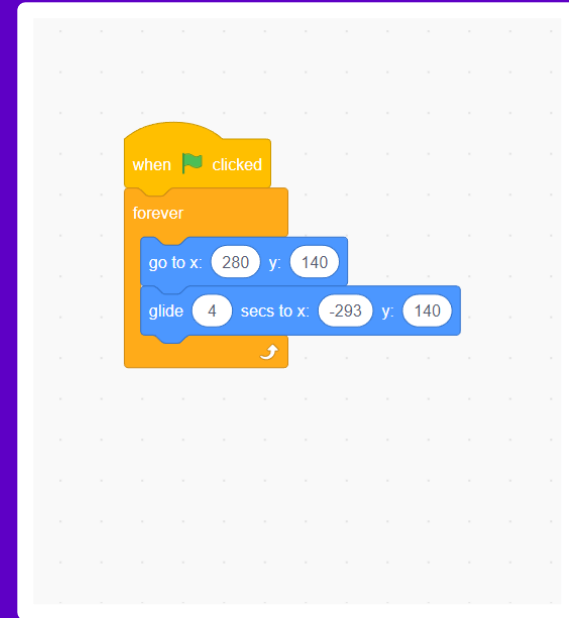 when clicked
forever
go to x: 280 y: 140
glide 4 secs to x: -293 y: 140